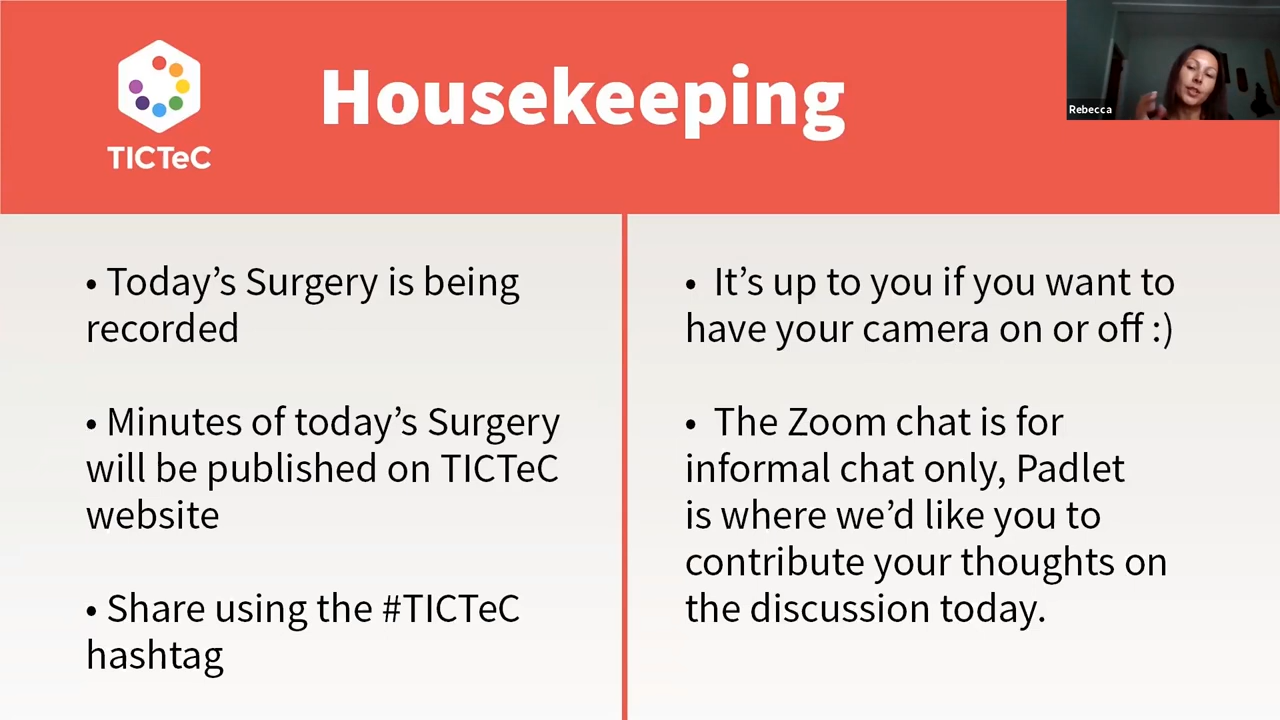 Housekeeping
TICTeC
Rebecca
• Today’s Surgery is being
recorded
• Minutes of today’s Surgery
will be published on TICTeC
website
• Share using the #TICTeC
hashtag
• It’s up to you if you want to
have your camera on or off :)
• The Zoom chat is for
informal chat only, Padlet
is where we’d like you to
contribute your thoughts on
the discussion today.